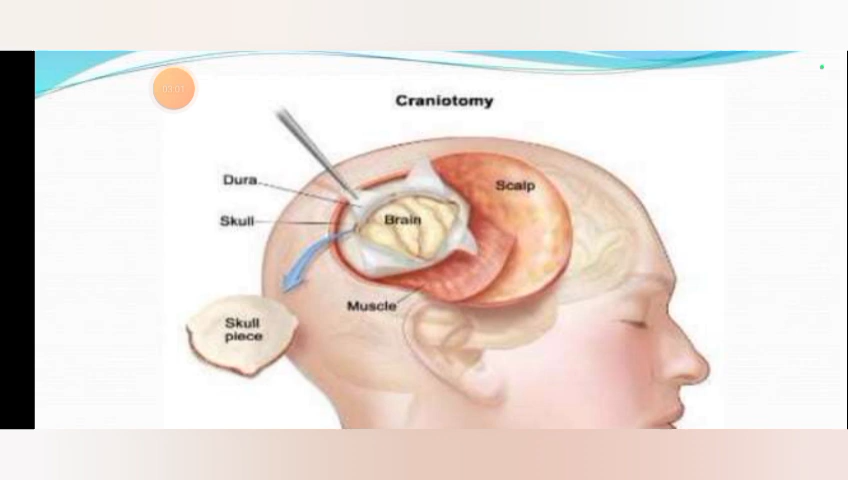 Craniotomy
Dura
Scalp
Skull
Brain
Muscle
Skull
piece